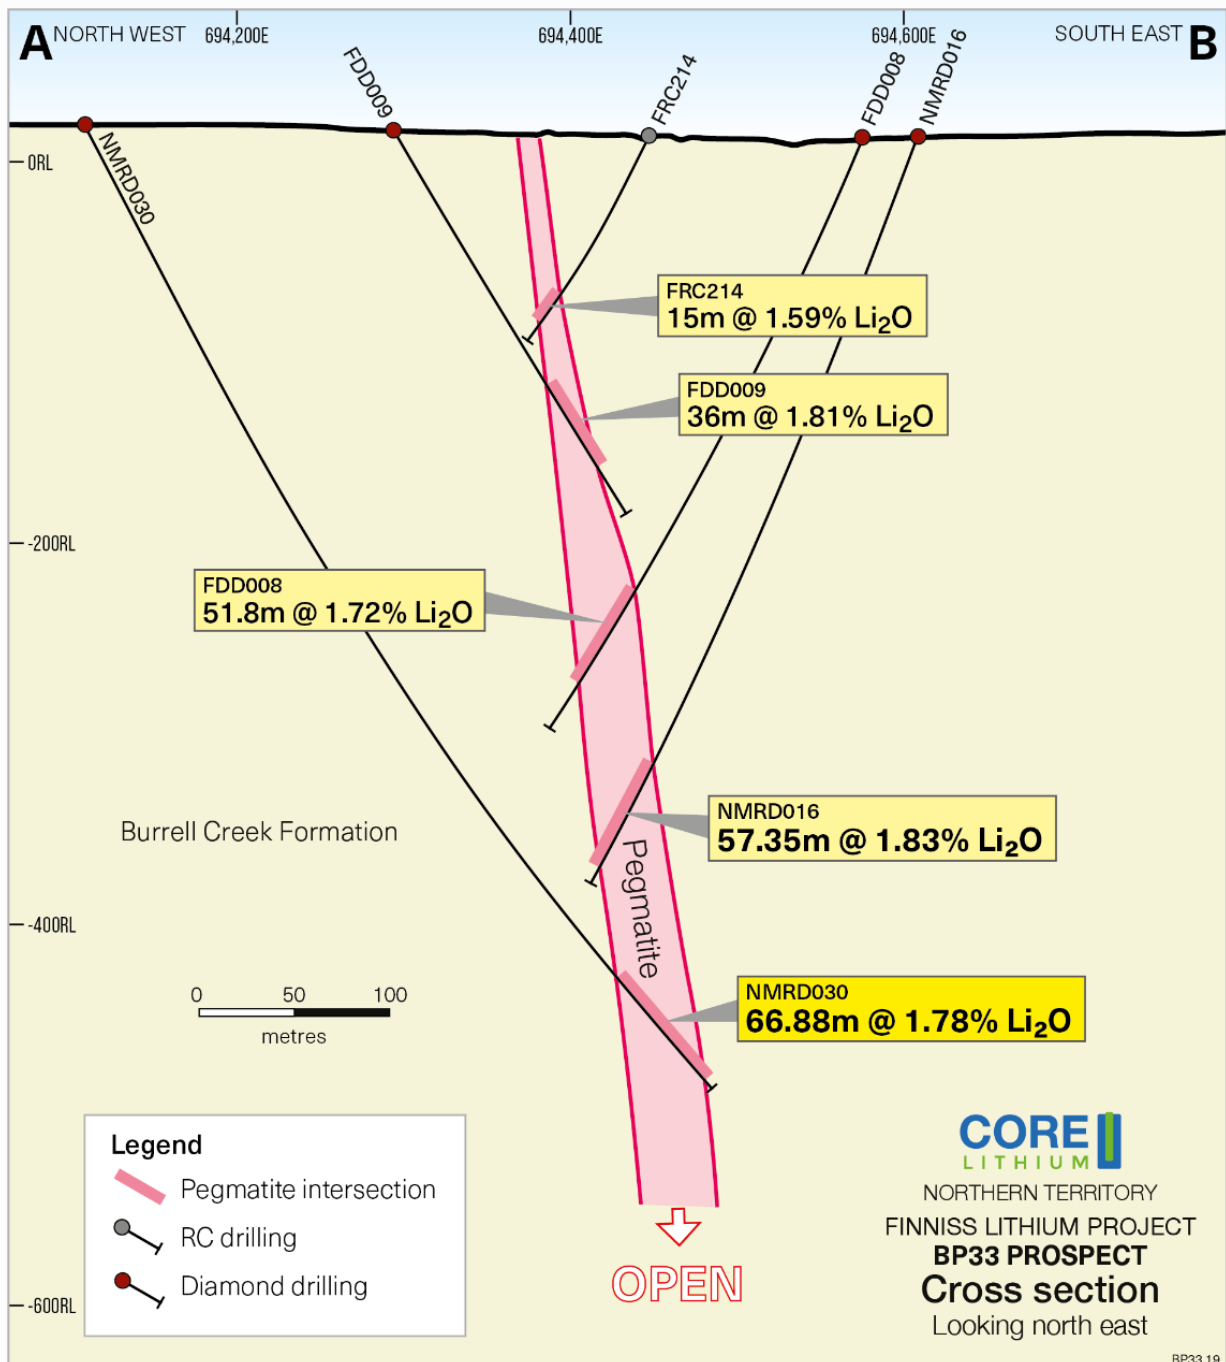 A NORTH WEST 694,200E 694,400E 694,600E SOUTH EAST B
FDD009
FRC214
FDD008
NMRD016
NMRD030
0RL
FRC214
15m @ 1.59% Li₂O
FDD009
36m @ 1.81% Li₂O
-200RL
FDD008
51.8m @ 1.72% Li₂O
NMRD016
57.35m @ 1.83% Li₂O
Burrell Creek Formation
Pegmatite
-400RL
NMRD030
66.88m @ 1.78% Li₂O
0 50 100
metres
Legend
Pegmatite intersection
RC drilling
Diamond drilling
OPEN
-600RL
CORE
LITHIUM
NORTHERN TERRITORY
FINNISS LITHIUM PROJECT
BP33 PROSPECT
Cross section
Looking north east
BP33 19